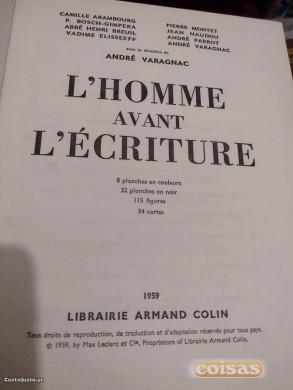 CAMILLE ARAMBOURG
P. BOSCH-GIMPERA
ABBÉ HENRI BREUIL
VADIME ELISSEEFF
PIERRE MONTET
JEAN NAUDOU
ANDRÉ PARROT
ANDRÉ VARAGNAC
sous la direction de
ANDRÉ VARAGNAC
L'HOMME
AVANT
L'ÉCRITURE
8 planches en couleurs
32 planches en noir
115 figures
34 cartes
1959
LIBRAIRIE ARMAND COLIN
Tous droits de reproduction, de traduction et d'adaptation réservés pour tous pays.
© 1959, by Max Leclerc et Cie, Proprietors of Librairie Armand Colin.
CustoJusto.pt
coisas